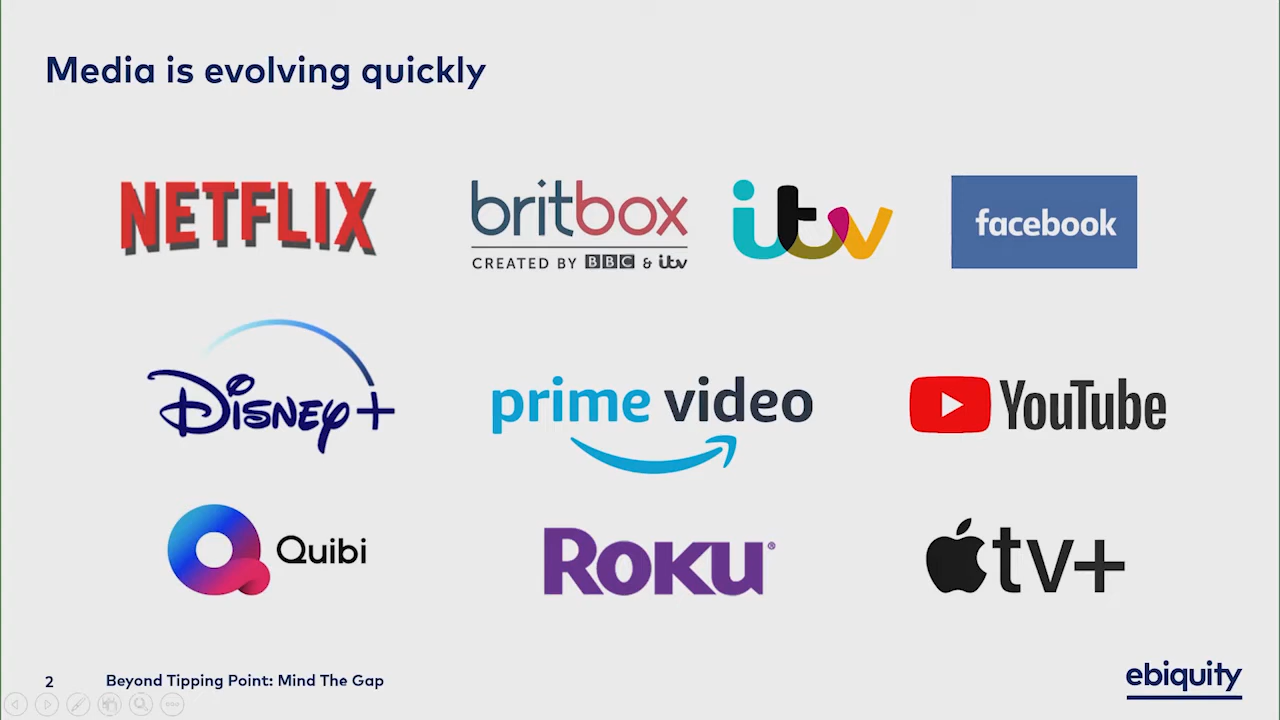 Media is evolving quickly
NETFLIX
britbox
CREATED BY BBC & itv
itv
facebook
Disney+
prime video
YouTube
Quibi
ROKU®
tv+
2
Beyond Tipping Point: Mind The Gap
ebiquity